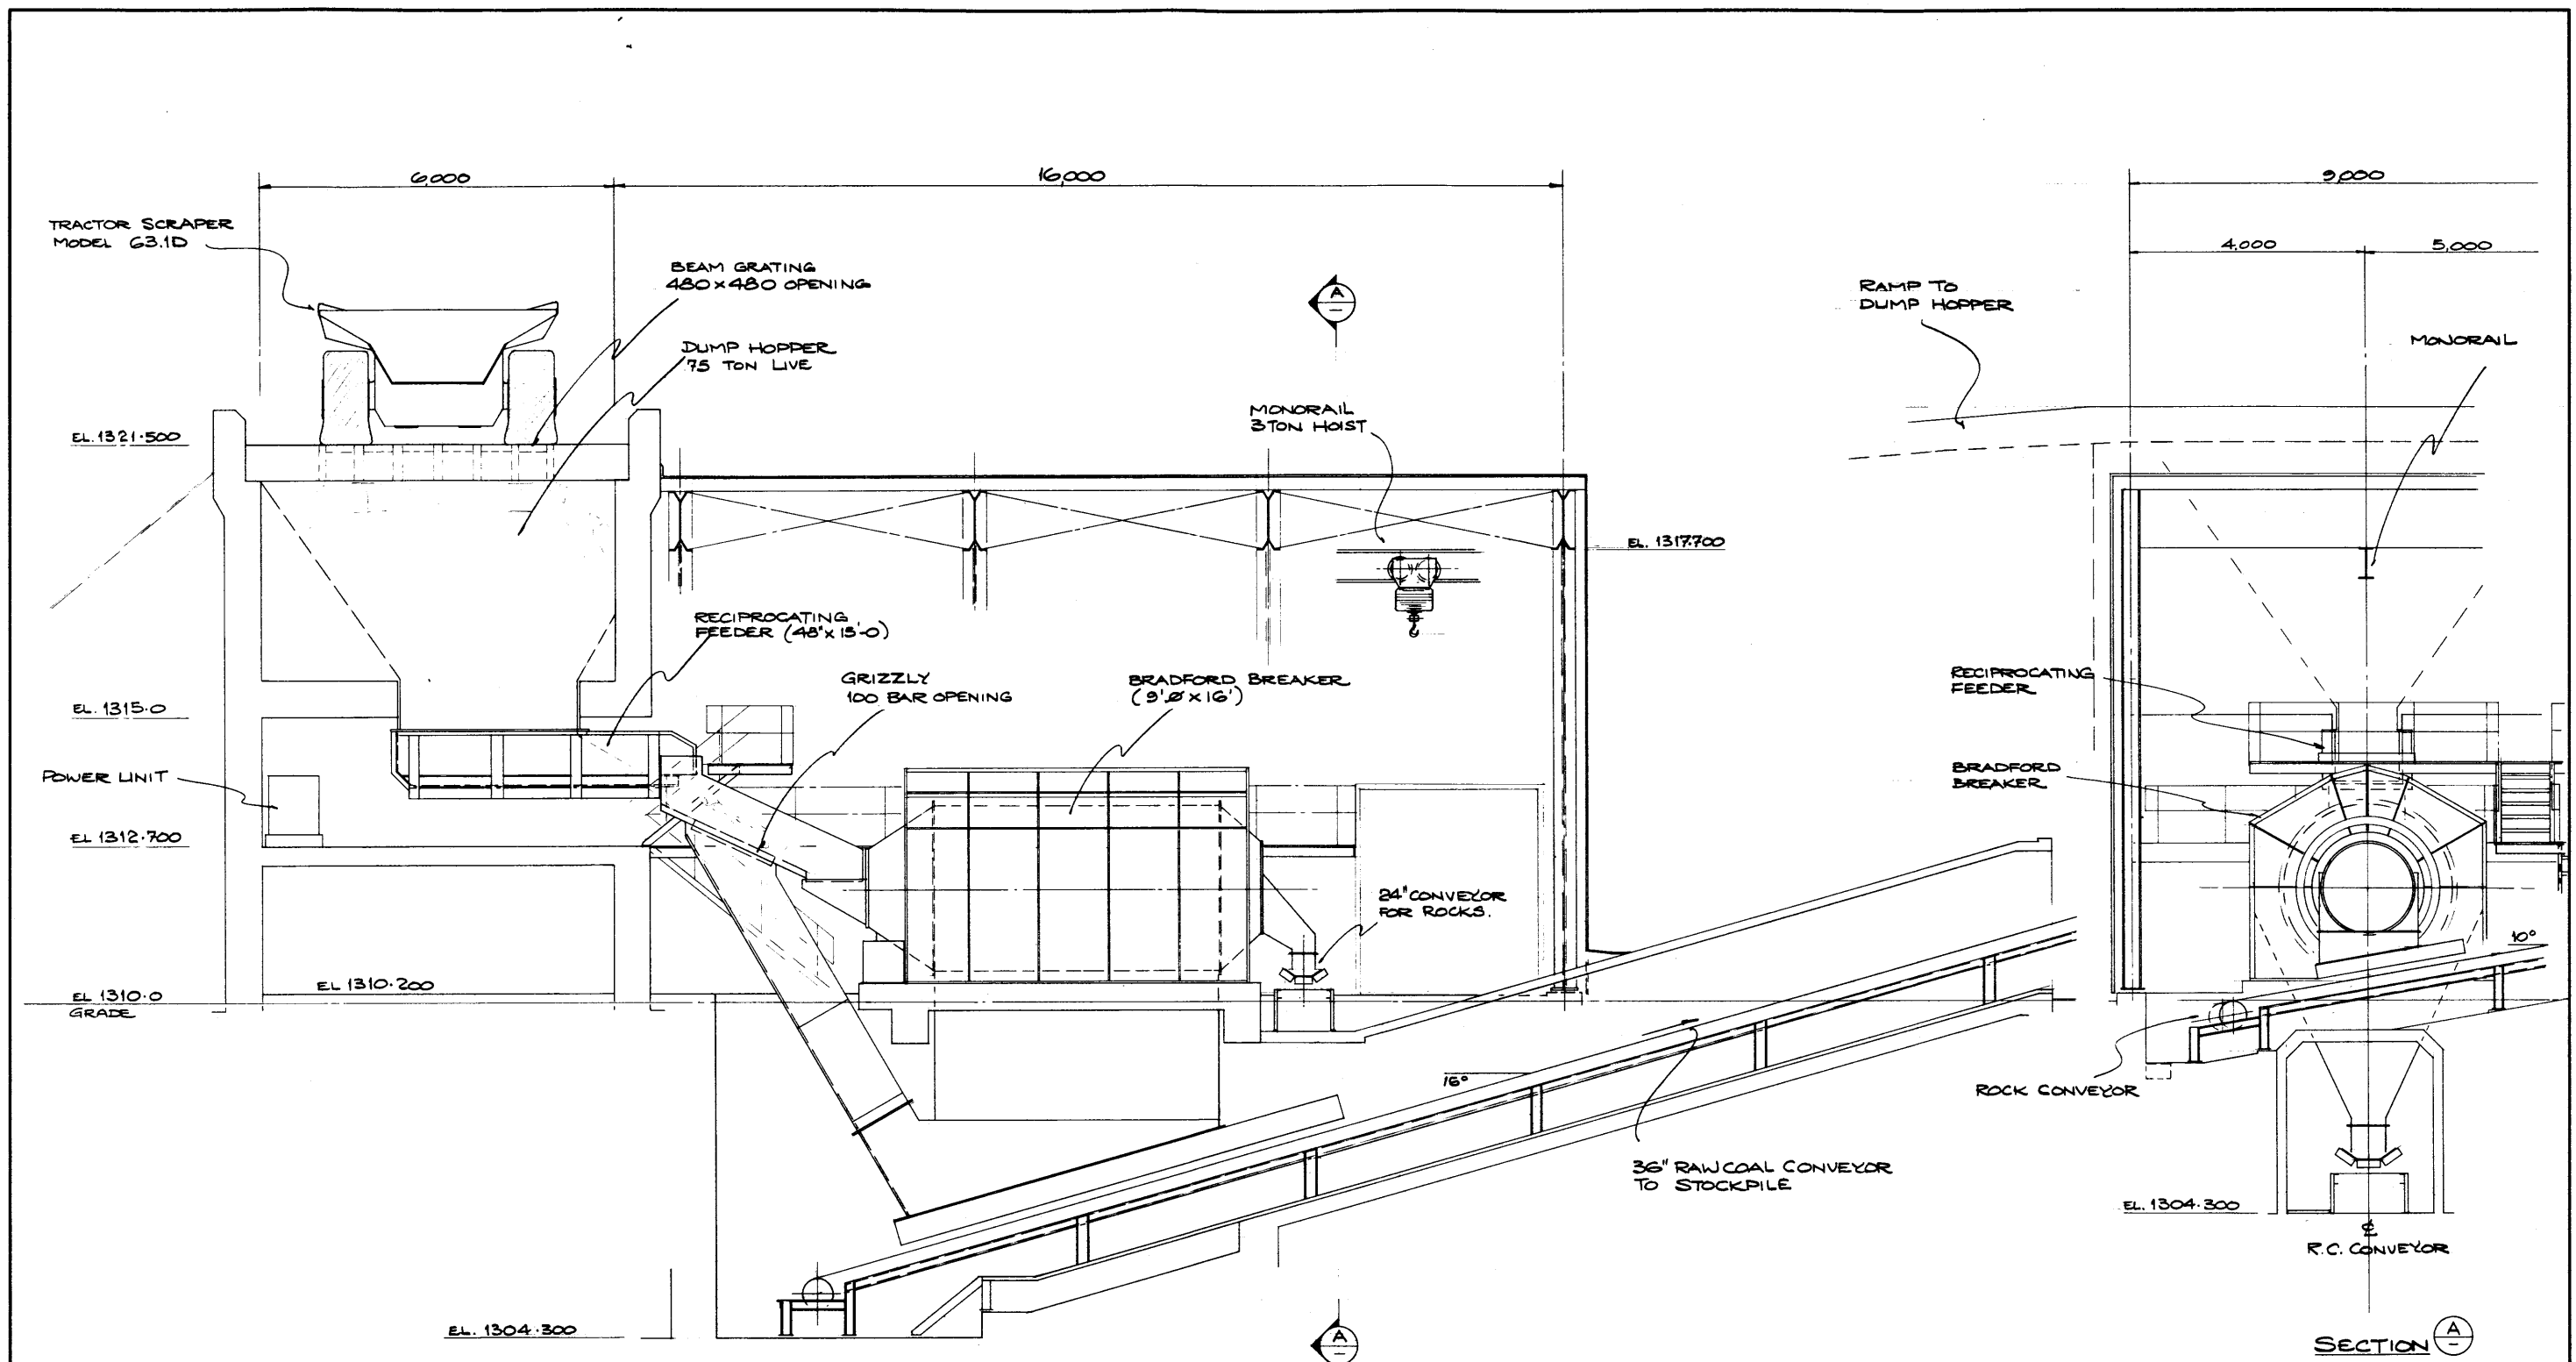 6,000
16,000
9,000
4,000
5,000
TRACTOR SCRAPER
MODEL 631D
BEAM GRATING
480 x 480 OPENING
DUMP HOPPER
75 TON LIVE
RAMP TO
DUMP HOPPER
MONORAIL
MONORAIL
3 TON HOIST
EL. 1321.500
EL. 1317.700
RECIPROCATING
FEEDER (48" x 15'-0)
GRIZZLY
100 BAR OPENING
BRADFORD BREAKER
(9'Ø x 16')
RECIPROCATING
FEEDER
EL. 1315.0
POWER UNIT
BRADFORD
BREAKER
EL 1312.700
24" CONVEYOR
FOR ROCKS.
10°
EL 1310.200
EL 1310.0
GRADE
16°
ROCK CONVEYOR
36" RAW COAL CONVEYOR
TO STOCKPILE
EL. 1304.300
℄
R.C. CONVEYOR
EL. 1304.300
A
A
SECTION A